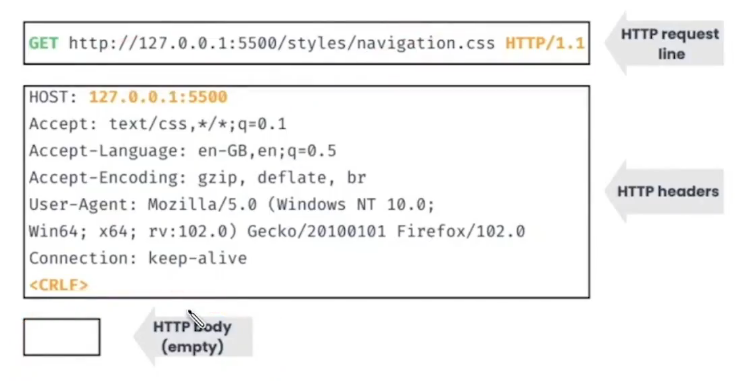 GET http://127.0.0.1:5500/styles/navigation.css HTTP/1.1
HTTP request
line
HOST: 127.0.0.1:5500
Accept: text/css,*/*;q=0.1
Accept-Language: en-GB,en;q=0.5
Accept-Encoding: gzip, deflate, br
User-Agent: Mozilla/5.0 (Windows NT 10.0;
Win64; x64; rv:102.0) Gecko/20100101 Firefox/102.0
Connection: keep-alive
<CRLF>
HTTP headers
HTTP body
(empty)